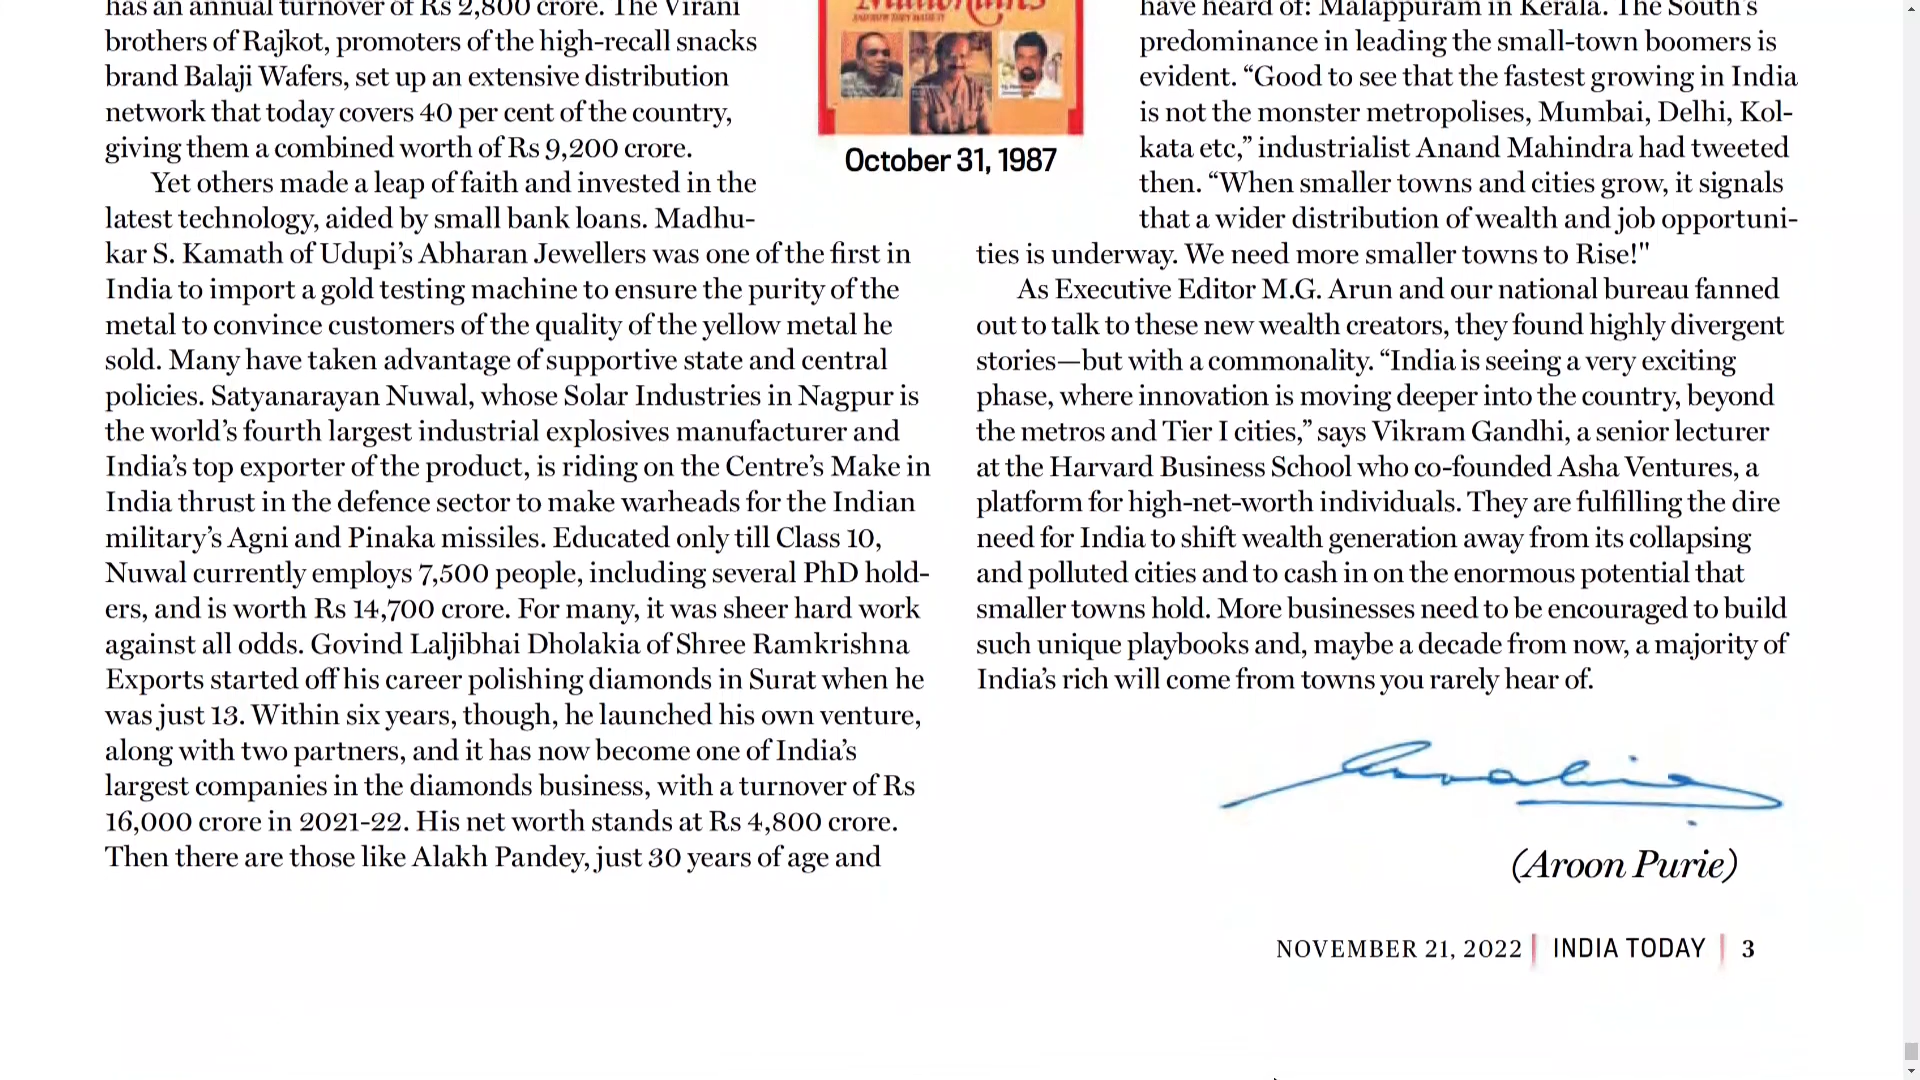 has an annual turnover of Rs 2,800 crore. The Virani
brothers of Rajkot, promoters of the high-recall snacks
brand Balaji Wafers, set up an extensive distribution
network that today covers 40 per cent of the country,
giving them a combined worth of Rs 9,200 crore.
Yet others made a leap of faith and invested in the
latest technology, aided by small bank loans. Madhu-
kar S. Kamath of Udupi’s Abharan Jewellers was one of the first in
India to import a gold testing machine to ensure the purity of the
metal to convince customers of the quality of the yellow metal he
sold. Many have taken advantage of supportive state and central
policies. Satyanarayan Nuwal, whose Solar Industries in Nagpur is
the world’s fourth largest industrial explosives manufacturer and
India’s top exporter of the product, is riding on the Centre’s Make in
India thrust in the defence sector to make warheads for the Indian
military’s Agni and Pinaka missiles. Educated only till Class 10,
Nuwal currently employs 7,500 people, including several PhD hold-
ers, and is worth Rs 14,700 crore. For many, it was sheer hard work
against all odds. Govind Laljibhai Dholakia of Shree Ramkrishna
Exports started off his career polishing diamonds in Surat when he
was just 13. Within six years, though, he launched his own venture,
along with two partners, and it has now become one of India’s
largest companies in the diamonds business, with a turnover of Rs
16,000 crore in 2021-22. His net worth stands at Rs 4,800 crore.
Then there are those like Alakh Pandey, just 30 years of age and
October 31, 1987
have heard of: Malappuram in Kerala. The South’s
predominance in leading the small-town boomers is
evident. “Good to see that the fastest growing in India
is not the monster metropolises, Mumbai, Delhi, Kol-
kata etc,” industrialist Anand Mahindra had tweeted
then. “When smaller towns and cities grow, it signals
that a wider distribution of wealth and job opportuni-
ties is underway. We need more smaller towns to Rise!"
As Executive Editor M.G. Arun and our national bureau fanned
out to talk to these new wealth creators, they found highly divergent
stories—but with a commonality. “India is seeing a very exciting
phase, where innovation is moving deeper into the country, beyond
the metros and Tier I cities,” says Vikram Gandhi, a senior lecturer
at the Harvard Business School who co-founded Asha Ventures, a
platform for high-net-worth individuals. They are fulfilling the dire
need for India to shift wealth generation away from its collapsing
and polluted cities and to cash in on the enormous potential that
smaller towns hold. More businesses need to be encouraged to build
such unique playbooks and, maybe a decade from now, a majority of
India’s rich will come from towns you rarely hear of.
(Aroon Purie)
NOVEMBER 21, 2022 | INDIA TODAY | 3